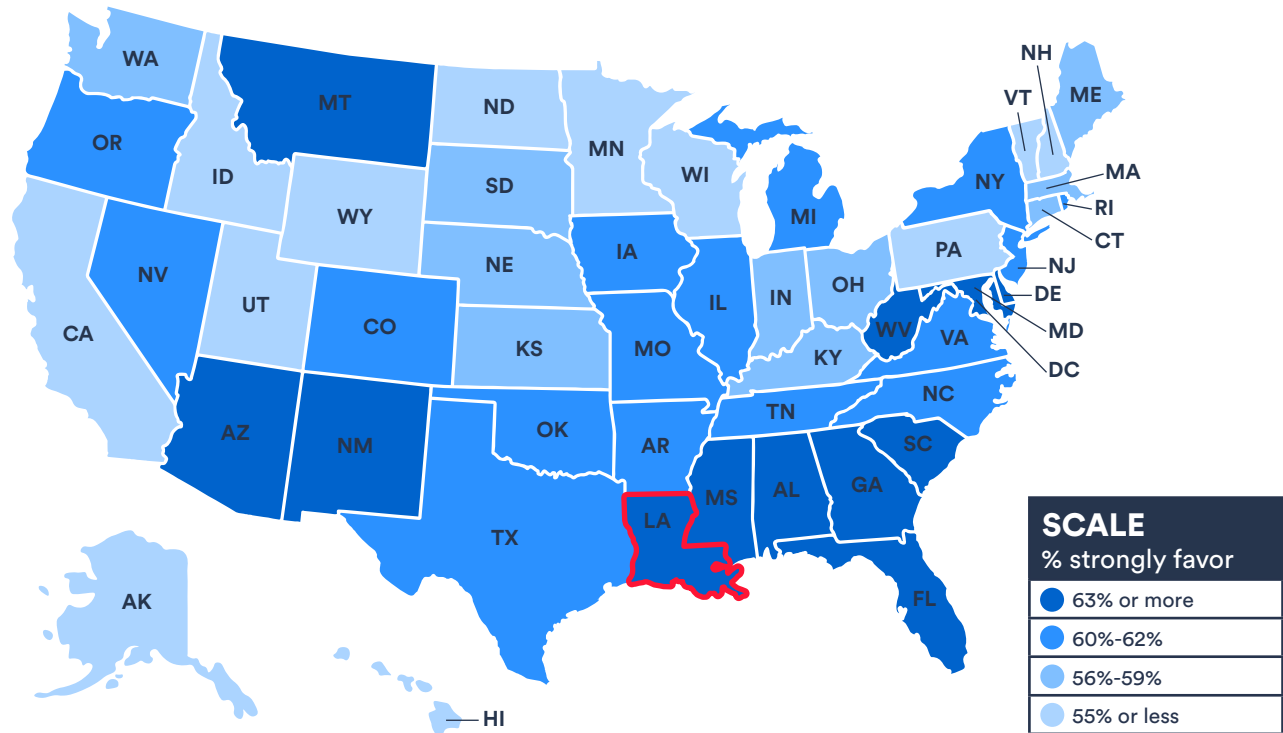 NH
WA
VT
ME
MT
ND
OR
MN
ID
SD
WI
MA
NY
WY
RI
MI
CT
PA
IA
NV
NE
NJ
OH
UT
IL
IN
DE
CO
WV
MD
CA
VA
KS
MO
KY
DC
NC
TN
AZ
OK
NM
AR
SC
GA
AL
MS
LA
TX
FL
AK
HI
SCALE
% strongly favor
63% or more
60%-62%
56%-59%
55% or less